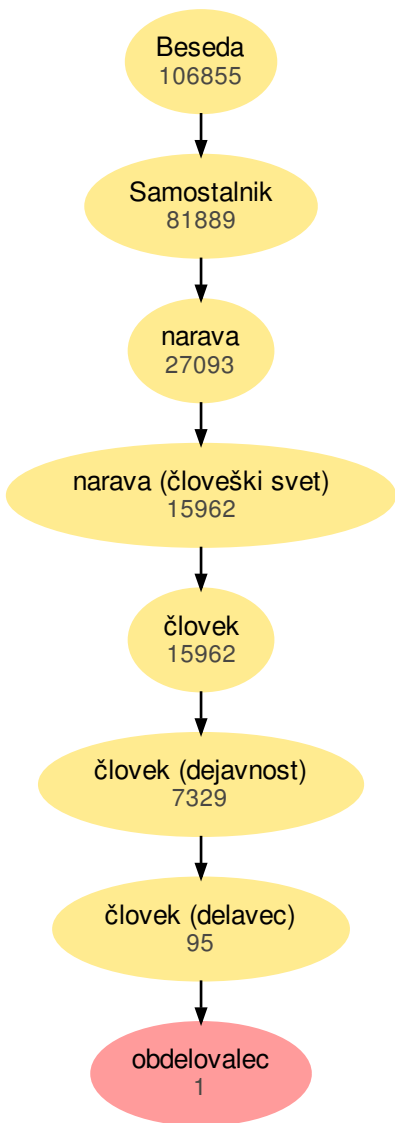 Beseda
106855
Samostalnik
81889
narava
27093
narava (človeški svet)
15962
človek
15962
človek (dejavnost)
7329
človek (delavec)
95
obdelovalec
1